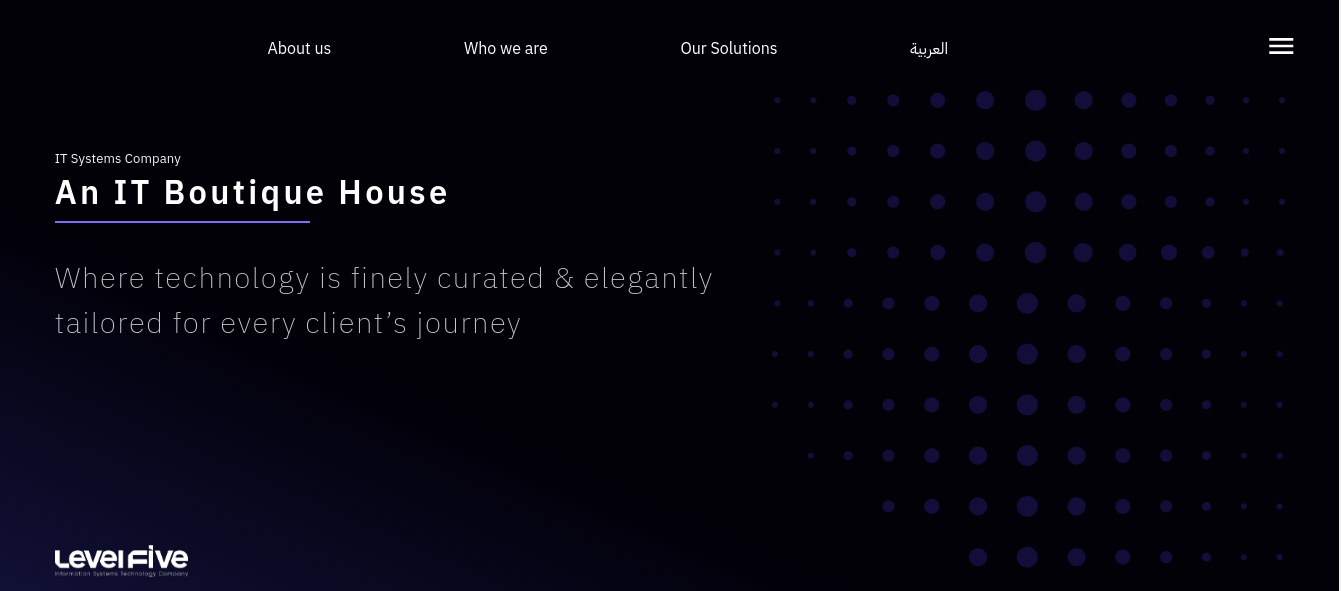 About us
Who we are
Our Solutions
العربية
IT Systems Company
An IT Boutique House
Where technology is finely curated & elegantly
tailored for every client’s journey
Level Five
Information Systems Technology Company